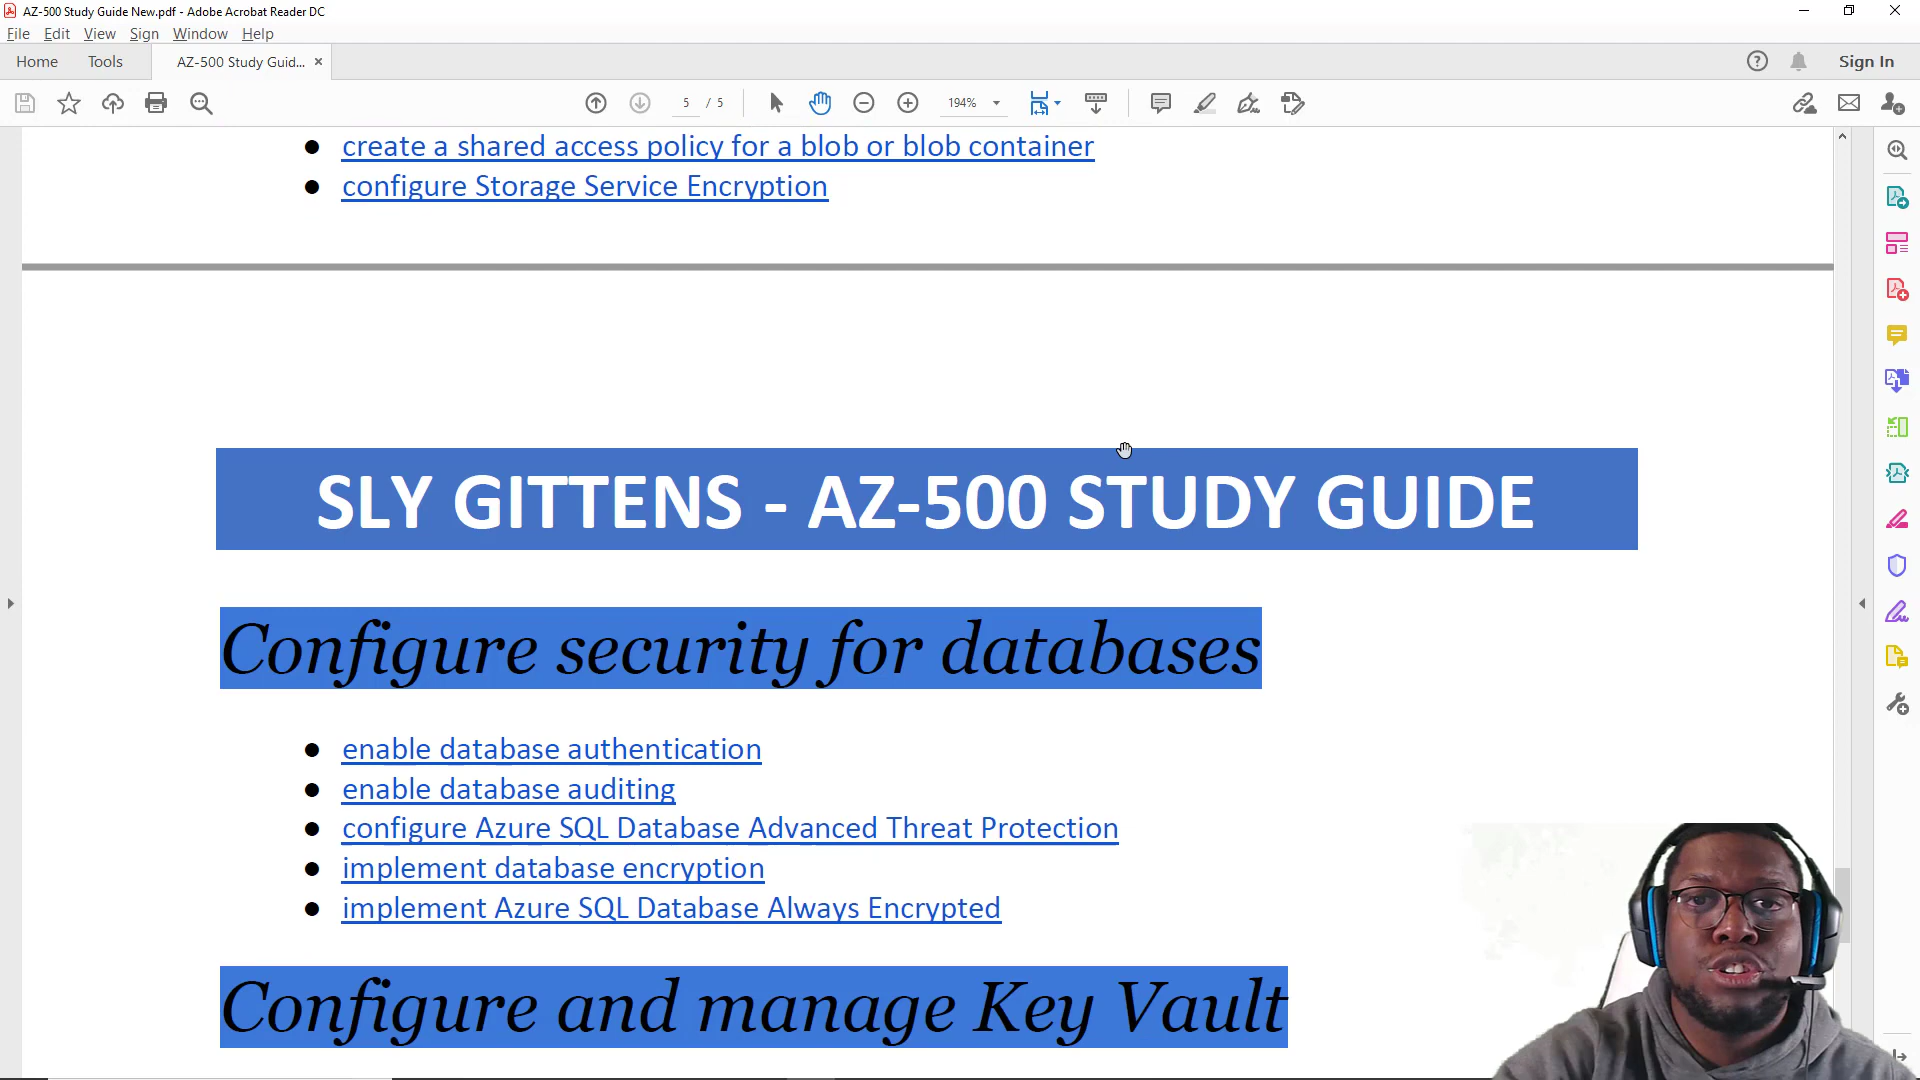 AZ-500 Study Guide New.pdf - Adobe Acrobat Reader DC
File Edit View Sign Window Help
Home Tools AZ-500 Study Guid... Sign In
5 / 5 194%
create a shared access policy for a blob or blob container
configure Storage Service Encryption
SLY GITTENS - AZ-500 STUDY GUIDE
Configure security for databases
enable database authentication
enable database auditing
configure Azure SQL Database Advanced Threat Protection
implement database encryption
implement Azure SQL Database Always Encrypted
Configure and manage Key Vault